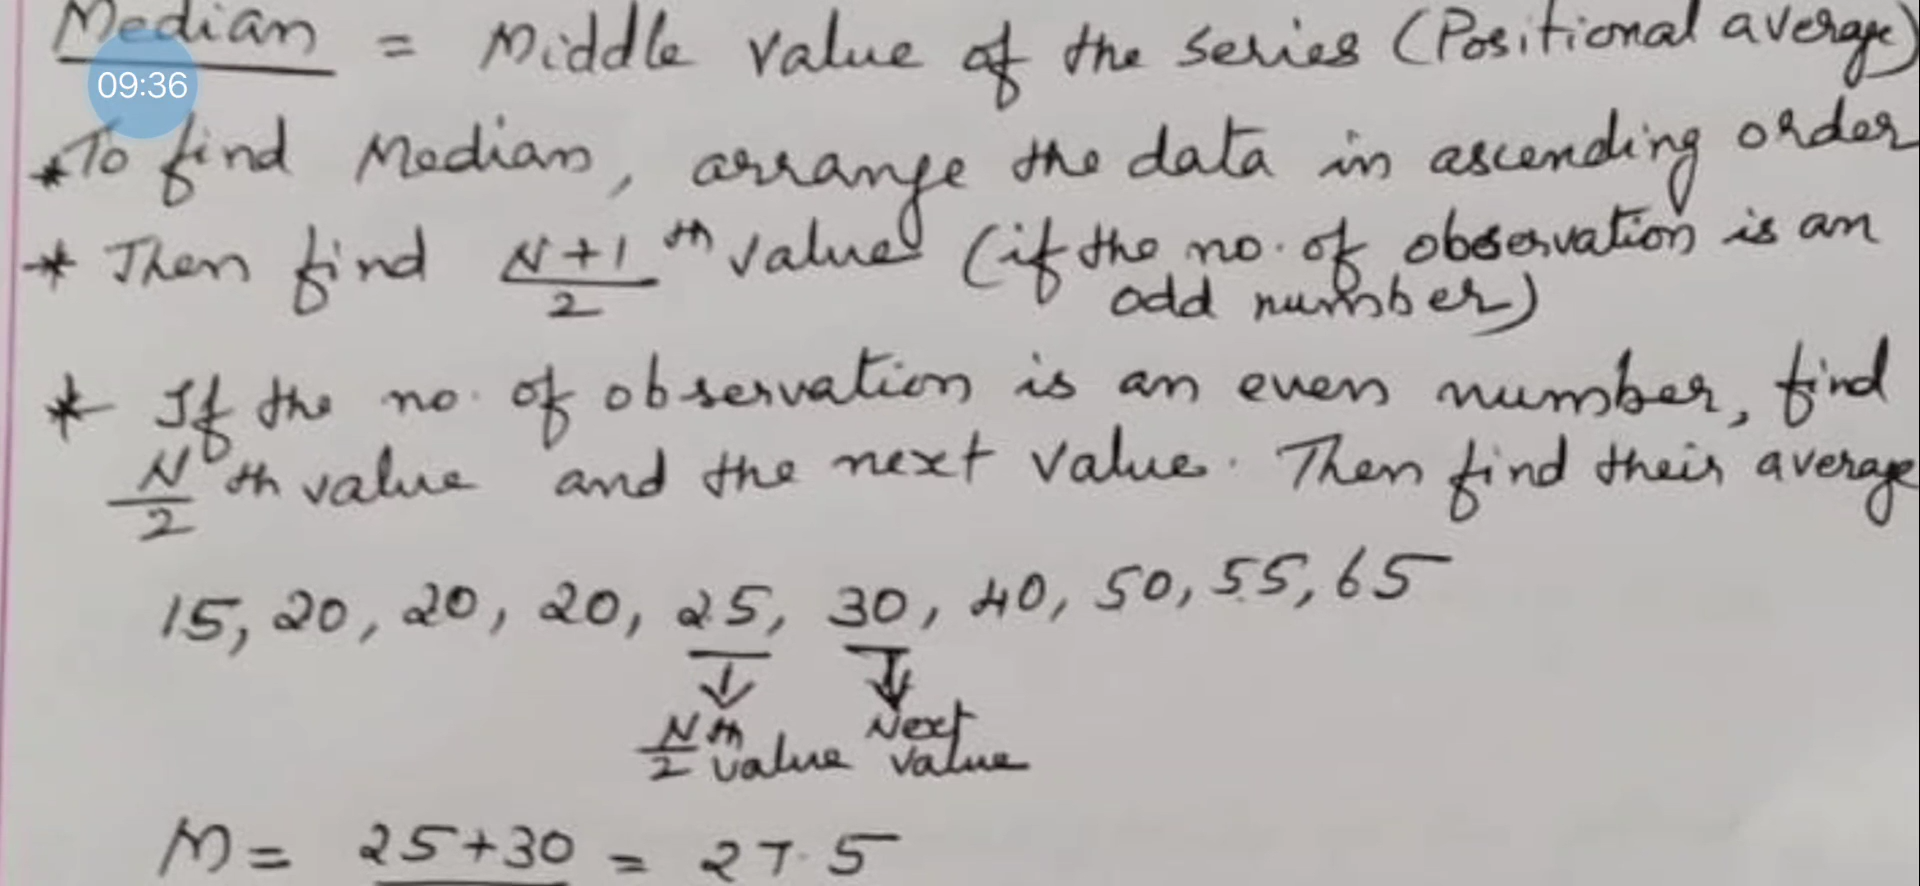 Median = Middle value of the series (Positional average)
09:36
*To find Median, arrange the data in ascending order
* Then find N+1/2 th value (if the no. of observation is an
odd number)
* If the no. of observation is an even number, find
N/2 th value and the next value. Then find their average
15, 20, 20, 20, 25, 30, 40, 50, 55, 65
N/2 th value Next value
M = 25+30 = 27.5